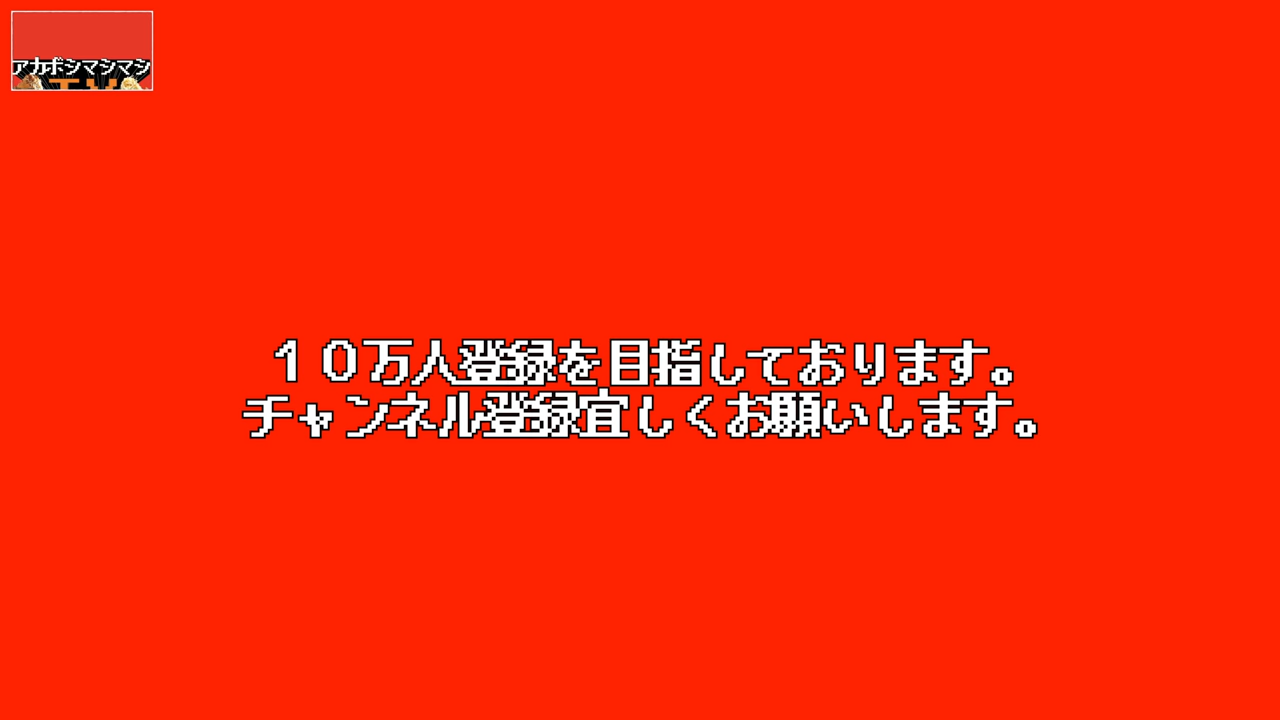 アカボシマシマシ
TV
１０万人登録を目指しております。
チャンネル登録宜しくお願いします。